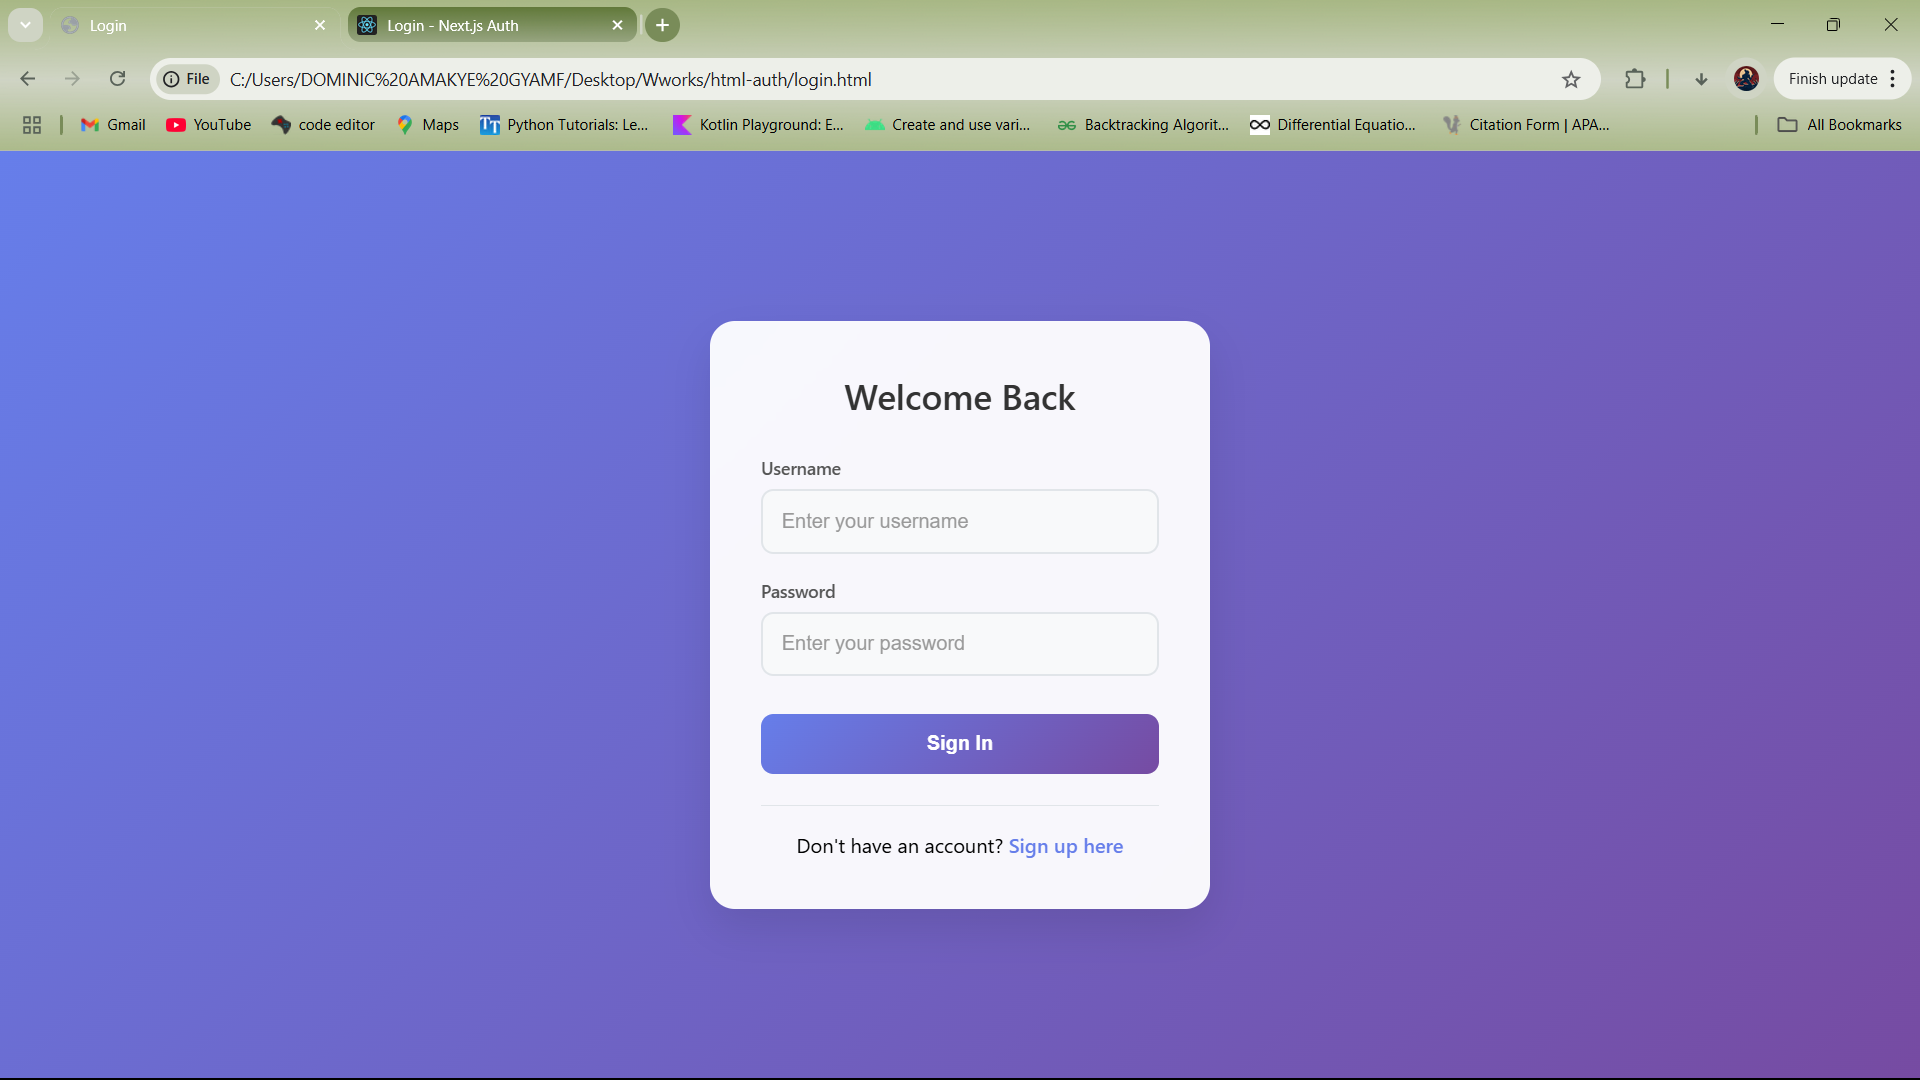 Login
Login - Next.js Auth
File
C:/Users/DOMINIC%20AMAKYE%20GYAMF/Desktop/Wworks/html-auth/login.html
Finish update
Gmail
YouTube
code editor
Maps
Python Tutorials: Le...
Kotlin Playground: E...
Create and use vari...
Backtracking Algorit...
Differential Equatio...
Citation Form | APA...
All Bookmarks
Welcome Back
Username
Enter your username
Password
Enter your password
Sign In
Don't have an account? Sign up here